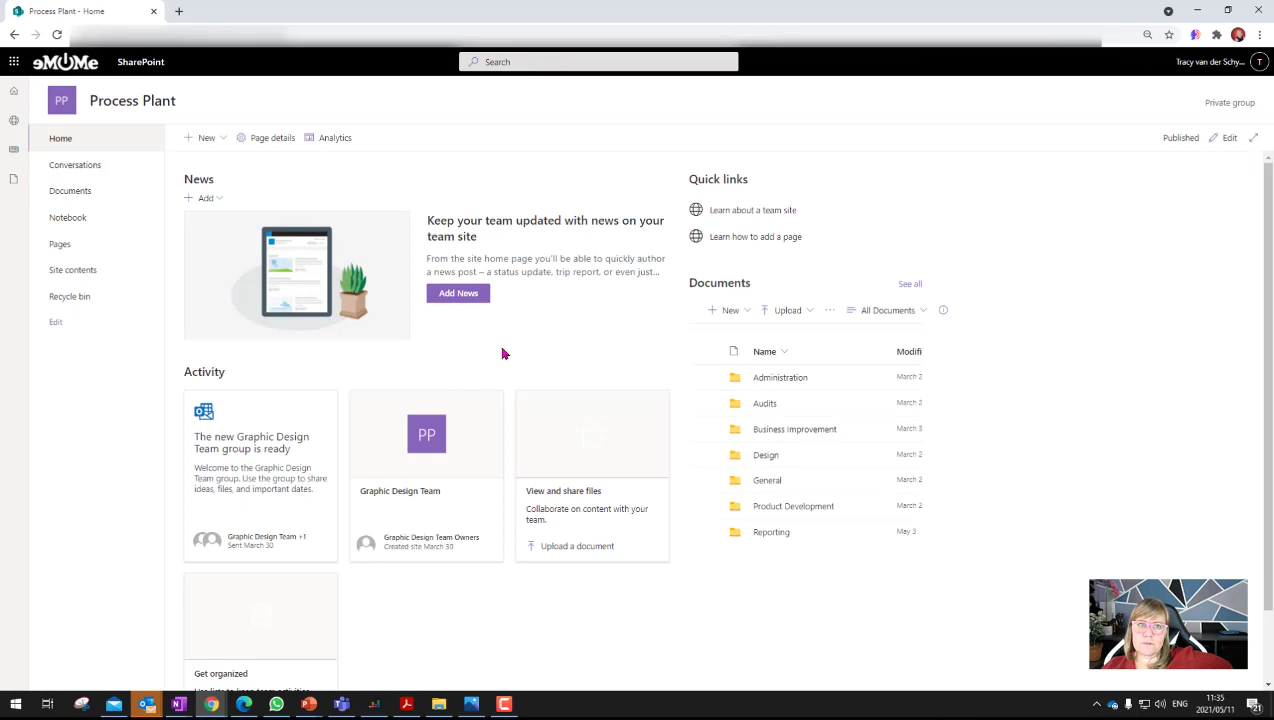 Process Plant - Home
eMOMe
SharePoint
Search
Tracy van der Schy...
T
PP
Process Plant
Private group
Home
Conversations
Documents
Notebook
Pages
Site contents
Recycle bin
Edit
New
Page details
Analytics
Published
Edit
News
Add
Keep your team updated with news on your
team site
From the site home page you'll be able to quickly author
a news post – a status update, trip report, or even just...
Add News
Quick links
Learn about a team site
Learn how to add a page
Documents
See all
New
Upload
All Documents
Name
Modifi
Administration
March 2
Audits
March 2
Business Improvement
March 3
Design
March 2
General
March 2
Product Development
March 2
Reporting
May 3
Activity
The new Graphic Design
Team group is ready
Welcome to the Graphic Design
Team group. Use the group to share
ideas, files, and important dates.
Graphic Design Team +1
Sent March 30
PP
Graphic Design Team
Graphic Design Team Owners
Created site March 30
View and share files
Collaborate on content with your
team.
Upload a document
Get organized
ENG
11:35
2021/05/11
21